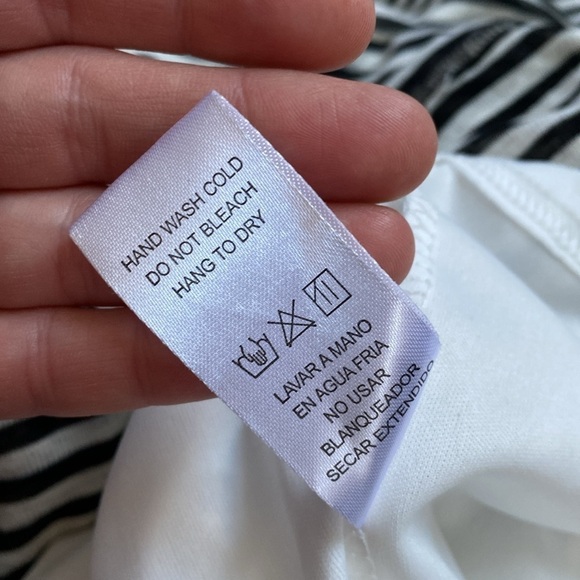 HAND WASH COLD
DO NOT BLEACH
HANG TO DRY
LAVAR A MANO
EN AGUA FRIA
NO USAR
BLANQUEADOR
SECAR EXTENDIDO